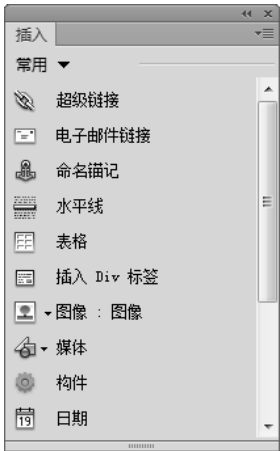 插入
常用
超级链接
电子邮件链接
命名锚记
水平线
表格
插入 Div 标签
图像 : 图像
媒体
构件
19 日期